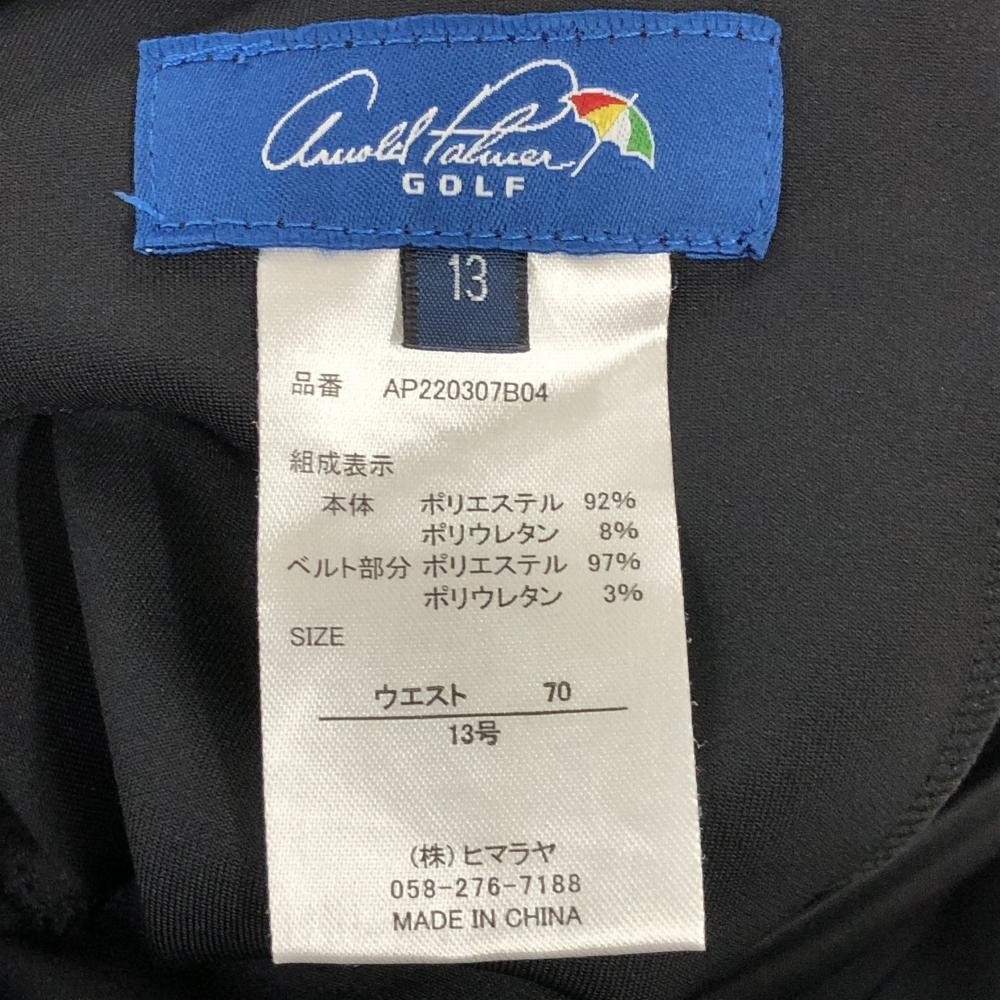 Arnold Palmer
GOLF
13
品番 AP220307B04
組成表示
本体 ポリエステル 92%
ポリウレタン 8%
ベルト部分 ポリエステル 97%
ポリウレタン 3%
SIZE
ウエスト 70
13号
(株)ヒマラヤ
058-276-7188
MADE IN CHINA